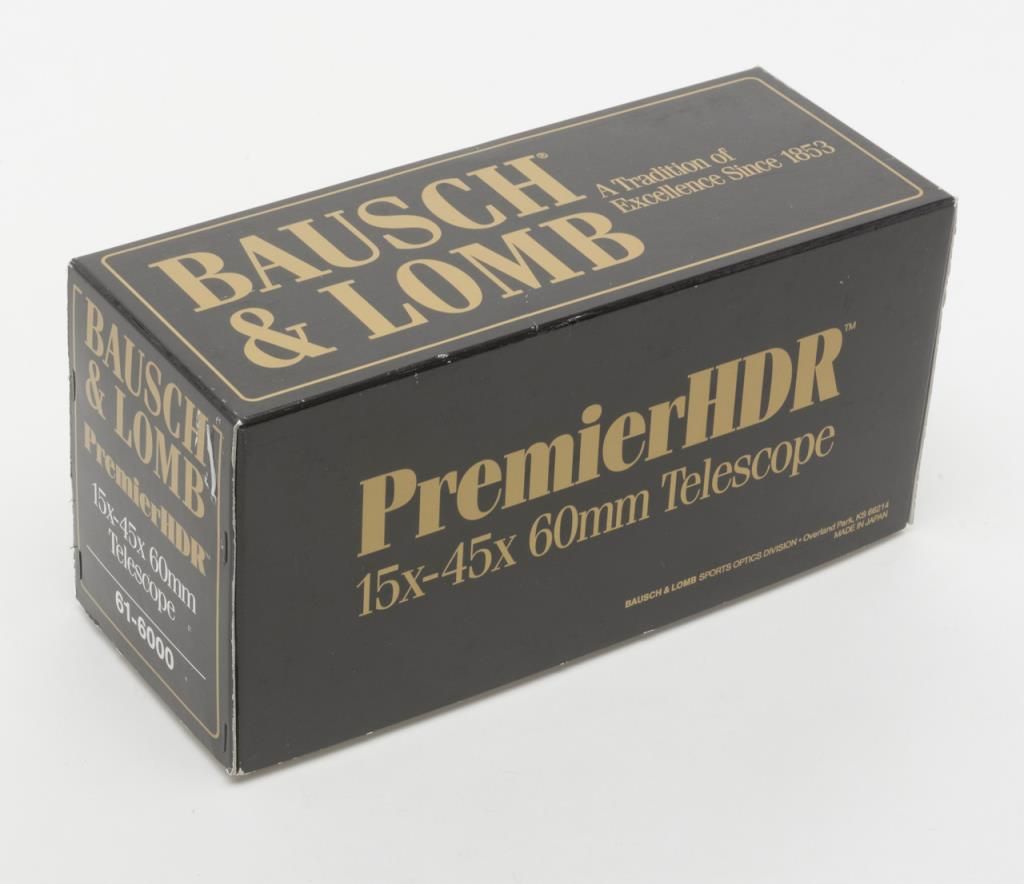 BAUSCH®
& LOMB
A Tradition of
Excellence Since 1853
BAUSCH
& LOMB
PremierHDR™
15x-45x 60mm
Telescope
61-6000
PremierHDR™
15x-45x 60mm Telescope
BAUSCH & LOMB SPORTS OPTICS DIVISION • Overland Park, KS 66214
MADE IN JAPAN